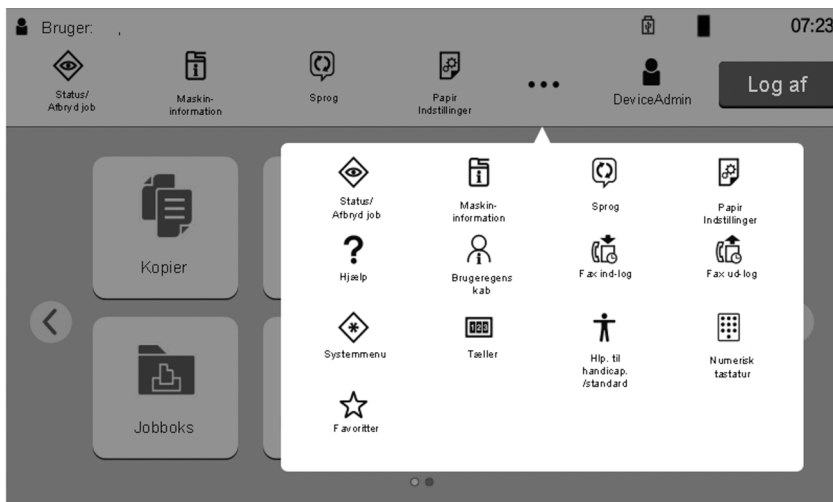 Bruger: ,
07:23
Status/
Afbryd job
Maskin-
information
Sprog
Papir
Indstillinger
DeviceAdmin
Log af
Kopier
Jobboks
Status/
Afbryd job
Maskin-
information
Sprog
Papir
Indstillinger
Hjælp
Brugeregens
kab
Fax ind-log
Fax ud-log
Systemmenu
123
Tæller
Hlp. til
handicap.
/standard
Numerisk
tastatur
Favoritter